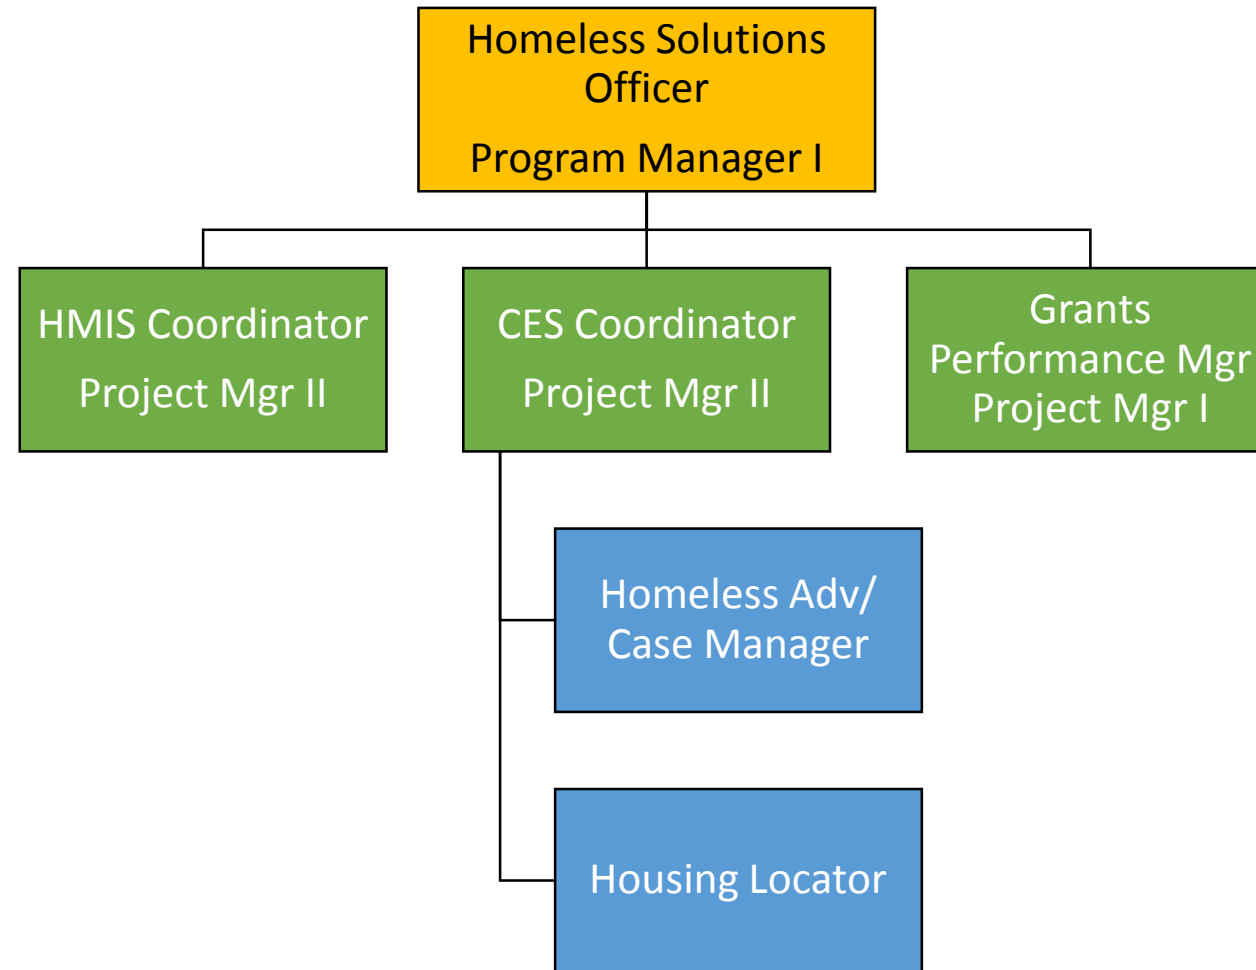 Homeless Solutions
Officer
Program Manager I
HMIS Coordinator
Project Mgr II
CES Coordinator
Project Mgr II
Grants
Performance Mgr
Project Mgr I
Homeless Adv/
Case Manager
Housing Locator